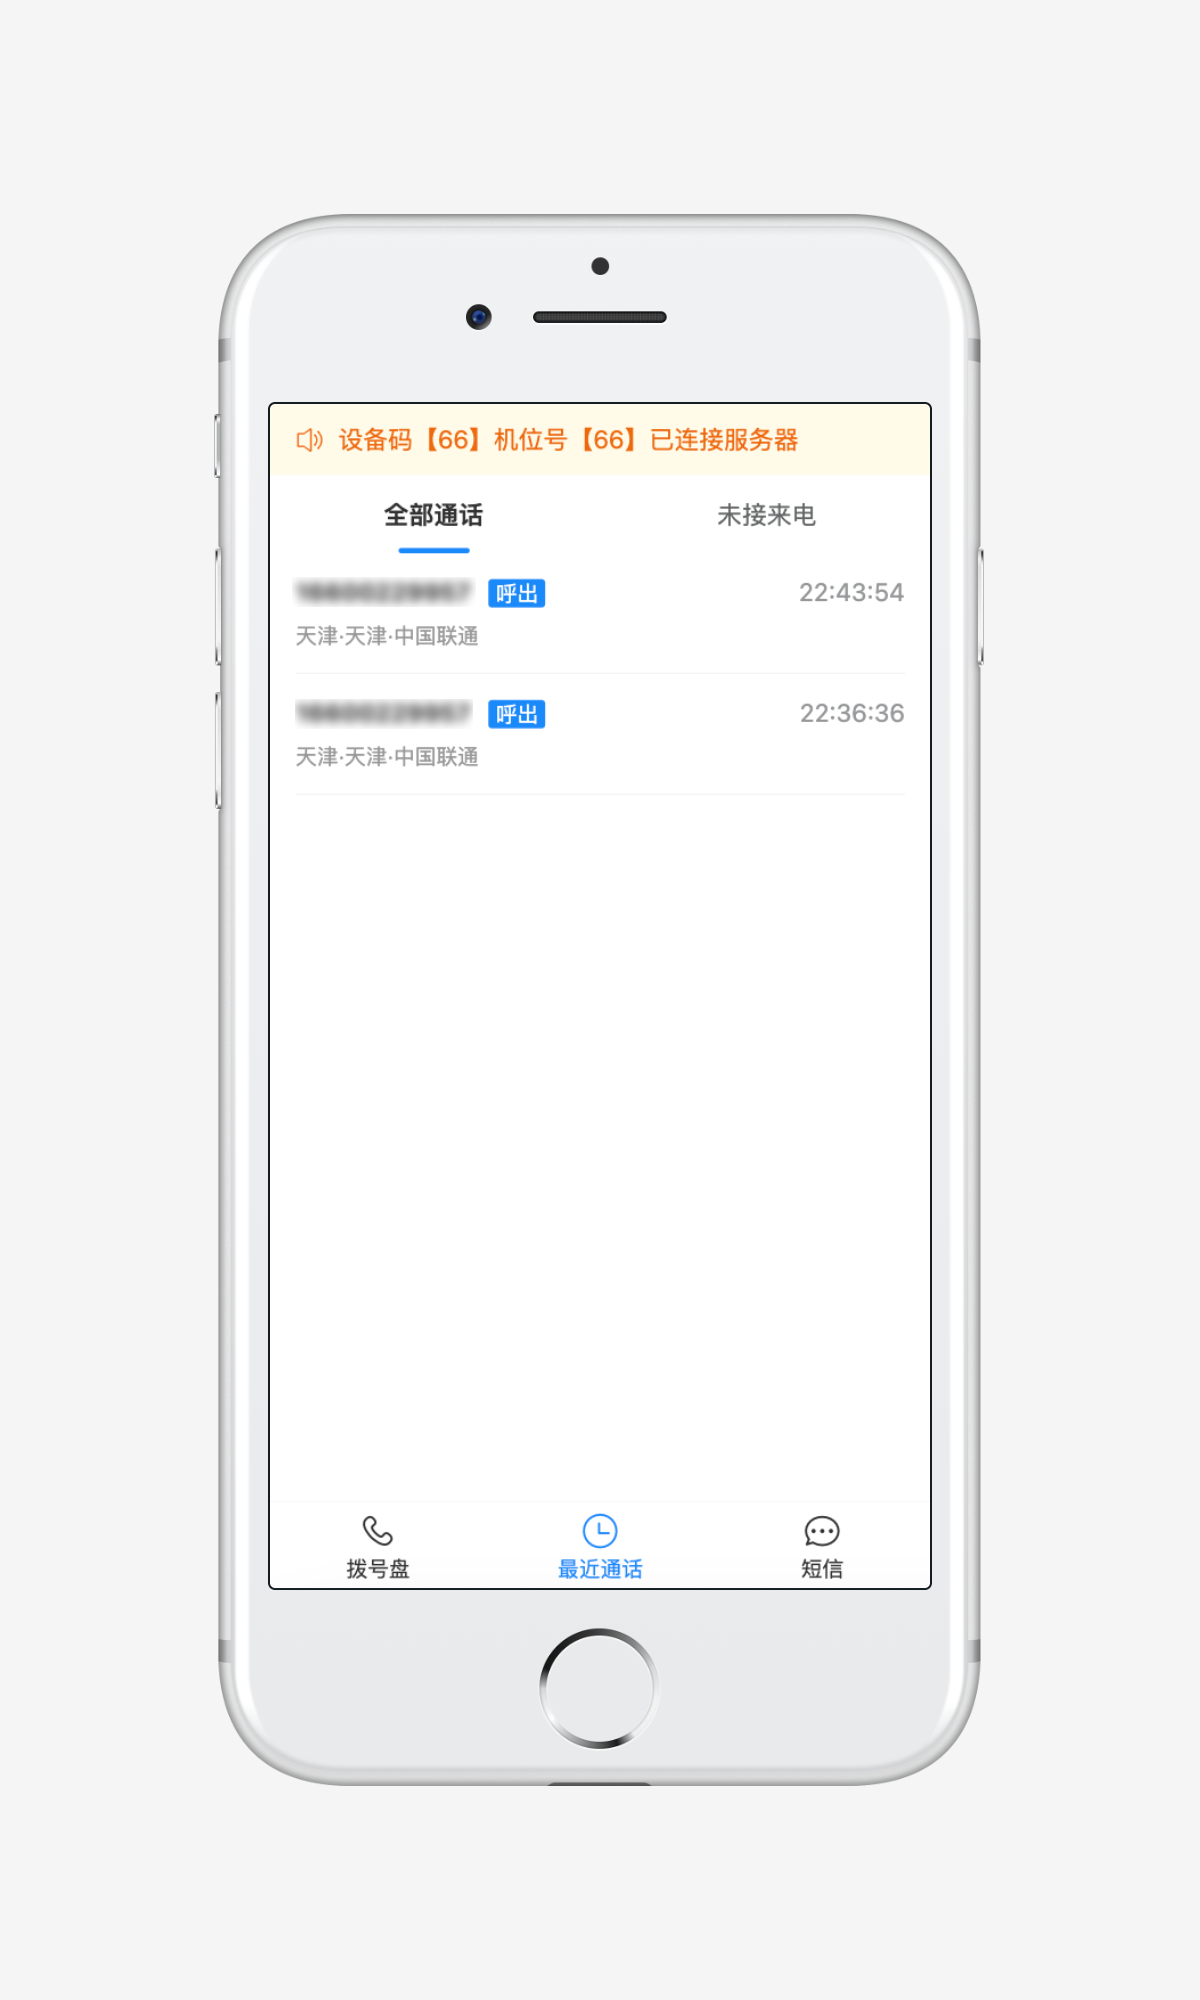 设备码【66】机位号【66】已连接服务器
全部通话 未接来电
呼出 22:43:54
天津·天津·中国联通
呼出 22:36:36
天津·天津·中国联通
拨号盘 最近通话 短信